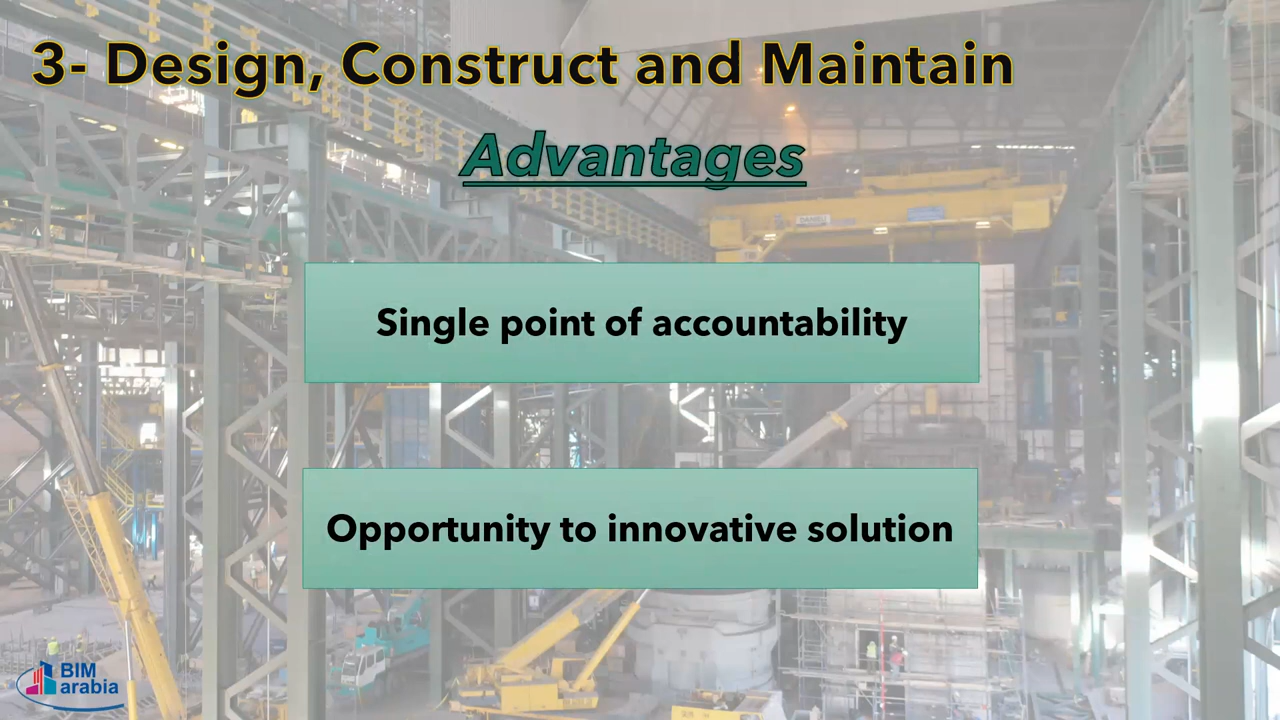 3- Design, Construct and Maintain
Advantages
Single point of accountability
Opportunity to innovative solution
BIM
arabia